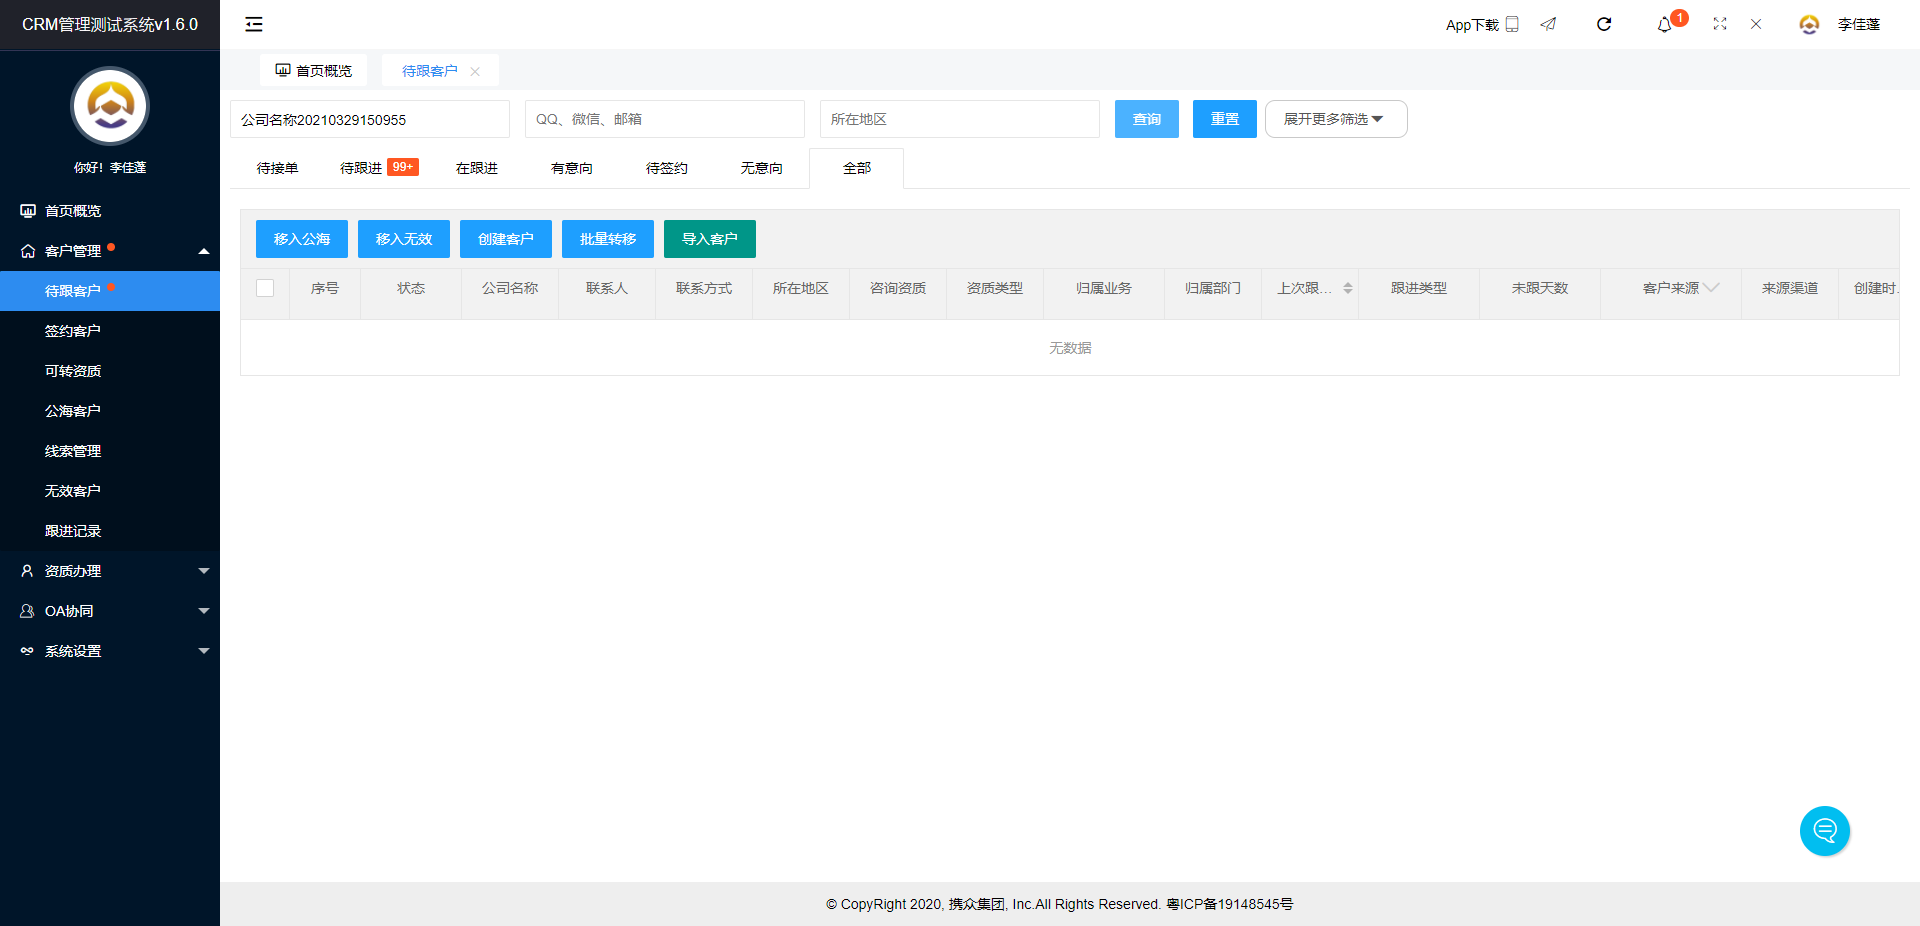 CRM管理测试系统v1.6.0
App下载
1
李佳蓬
首页概览
待跟客户
你好！李佳蓬
首页概览
客户管理
待跟客户
签约客户
可转资质
公海客户
线索管理
无效客户
跟进记录
资质办理
OA协同
系统设置
公司名称20210329150955
QQ、微信、邮箱
所在地区
查询
重置
展开更多筛选
待接单
待跟进 99+
在跟进
有意向
待签约
无意向
全部
移入公海
移入无效
创建客户
批量转移
导入客户
序号
状态
公司名称
联系人
联系方式
所在地区
咨询资质
资质类型
归属业务
归属部门
上次跟...
跟进类型
未跟天数
客户来源
来源渠道
创建时.
无数据
© CopyRight 2020, 携众集团, Inc.All Rights Reserved. 粤ICP备19148545号